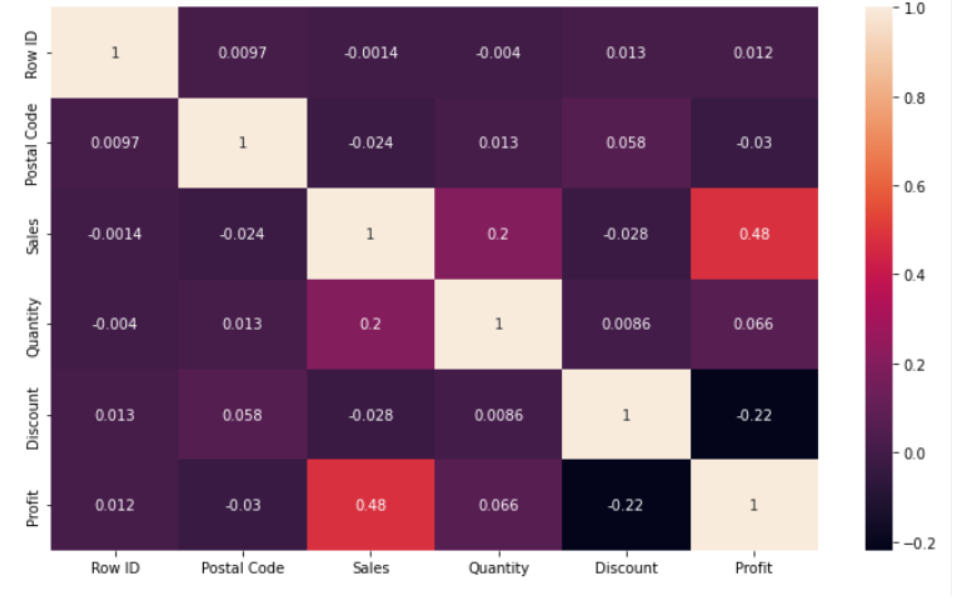 Row ID 1 0.0097 -0.0014 -0.004 0.013 0.012
Postal Code 0.0097 1 -0.024 0.013 0.058 -0.03
Sales -0.0014 -0.024 1 0.2 -0.028 0.48
Quantity -0.004 0.013 0.2 1 0.0086 0.066
Discount 0.013 0.058 -0.028 0.0086 1 -0.22
Profit 0.012 -0.03 0.48 0.066 -0.22 1
Row ID Postal Code Sales Quantity Discount Profit
1.0
0.8
0.6
0.4
0.2
0.0
−0.2